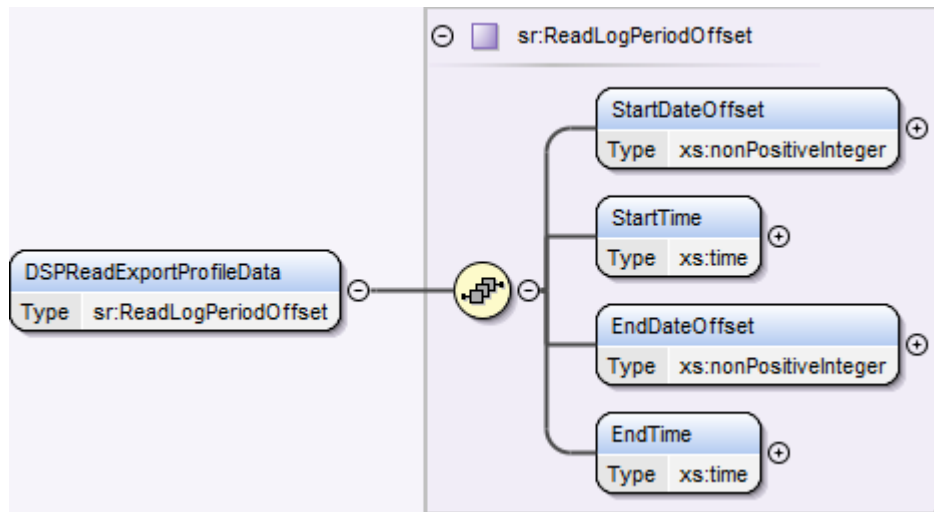 sr:ReadLogPeriodOffset
StartDateOffset
Type xs:nonPositiveInteger
StartTime
Type xs:time
DSPReadExportProfileData
Type sr:ReadLogPeriodOffset
EndDateOffset
Type xs:nonPositiveInteger
EndTime
Type xs:time